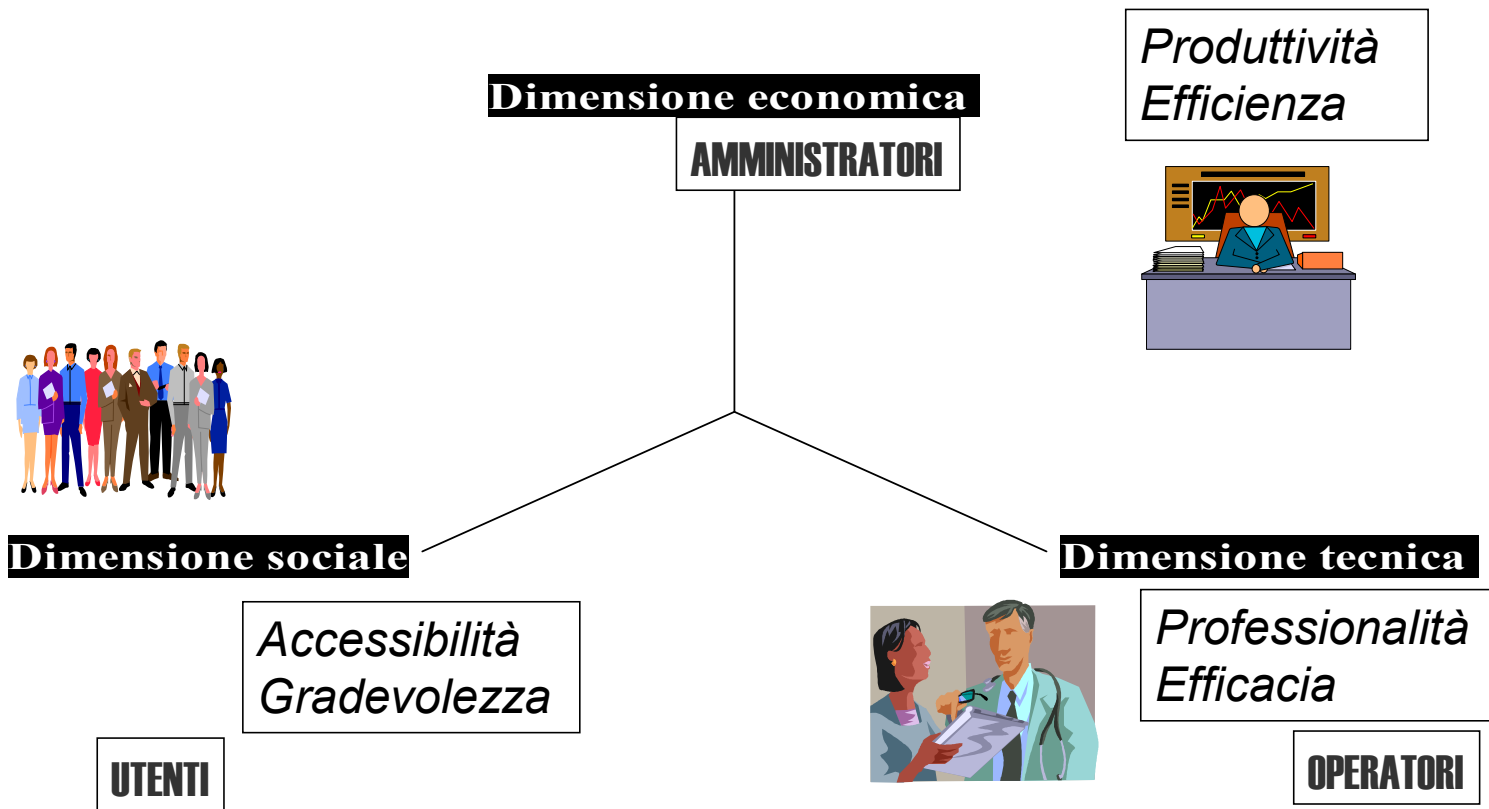 Produttività
Efficienza
Dimensione economica
AMMINISTRATORI
Dimensione sociale
Dimensione tecnica
Accessibilità
Gradevolezza
Professionalità
Efficacia
UTENTI
OPERATORI